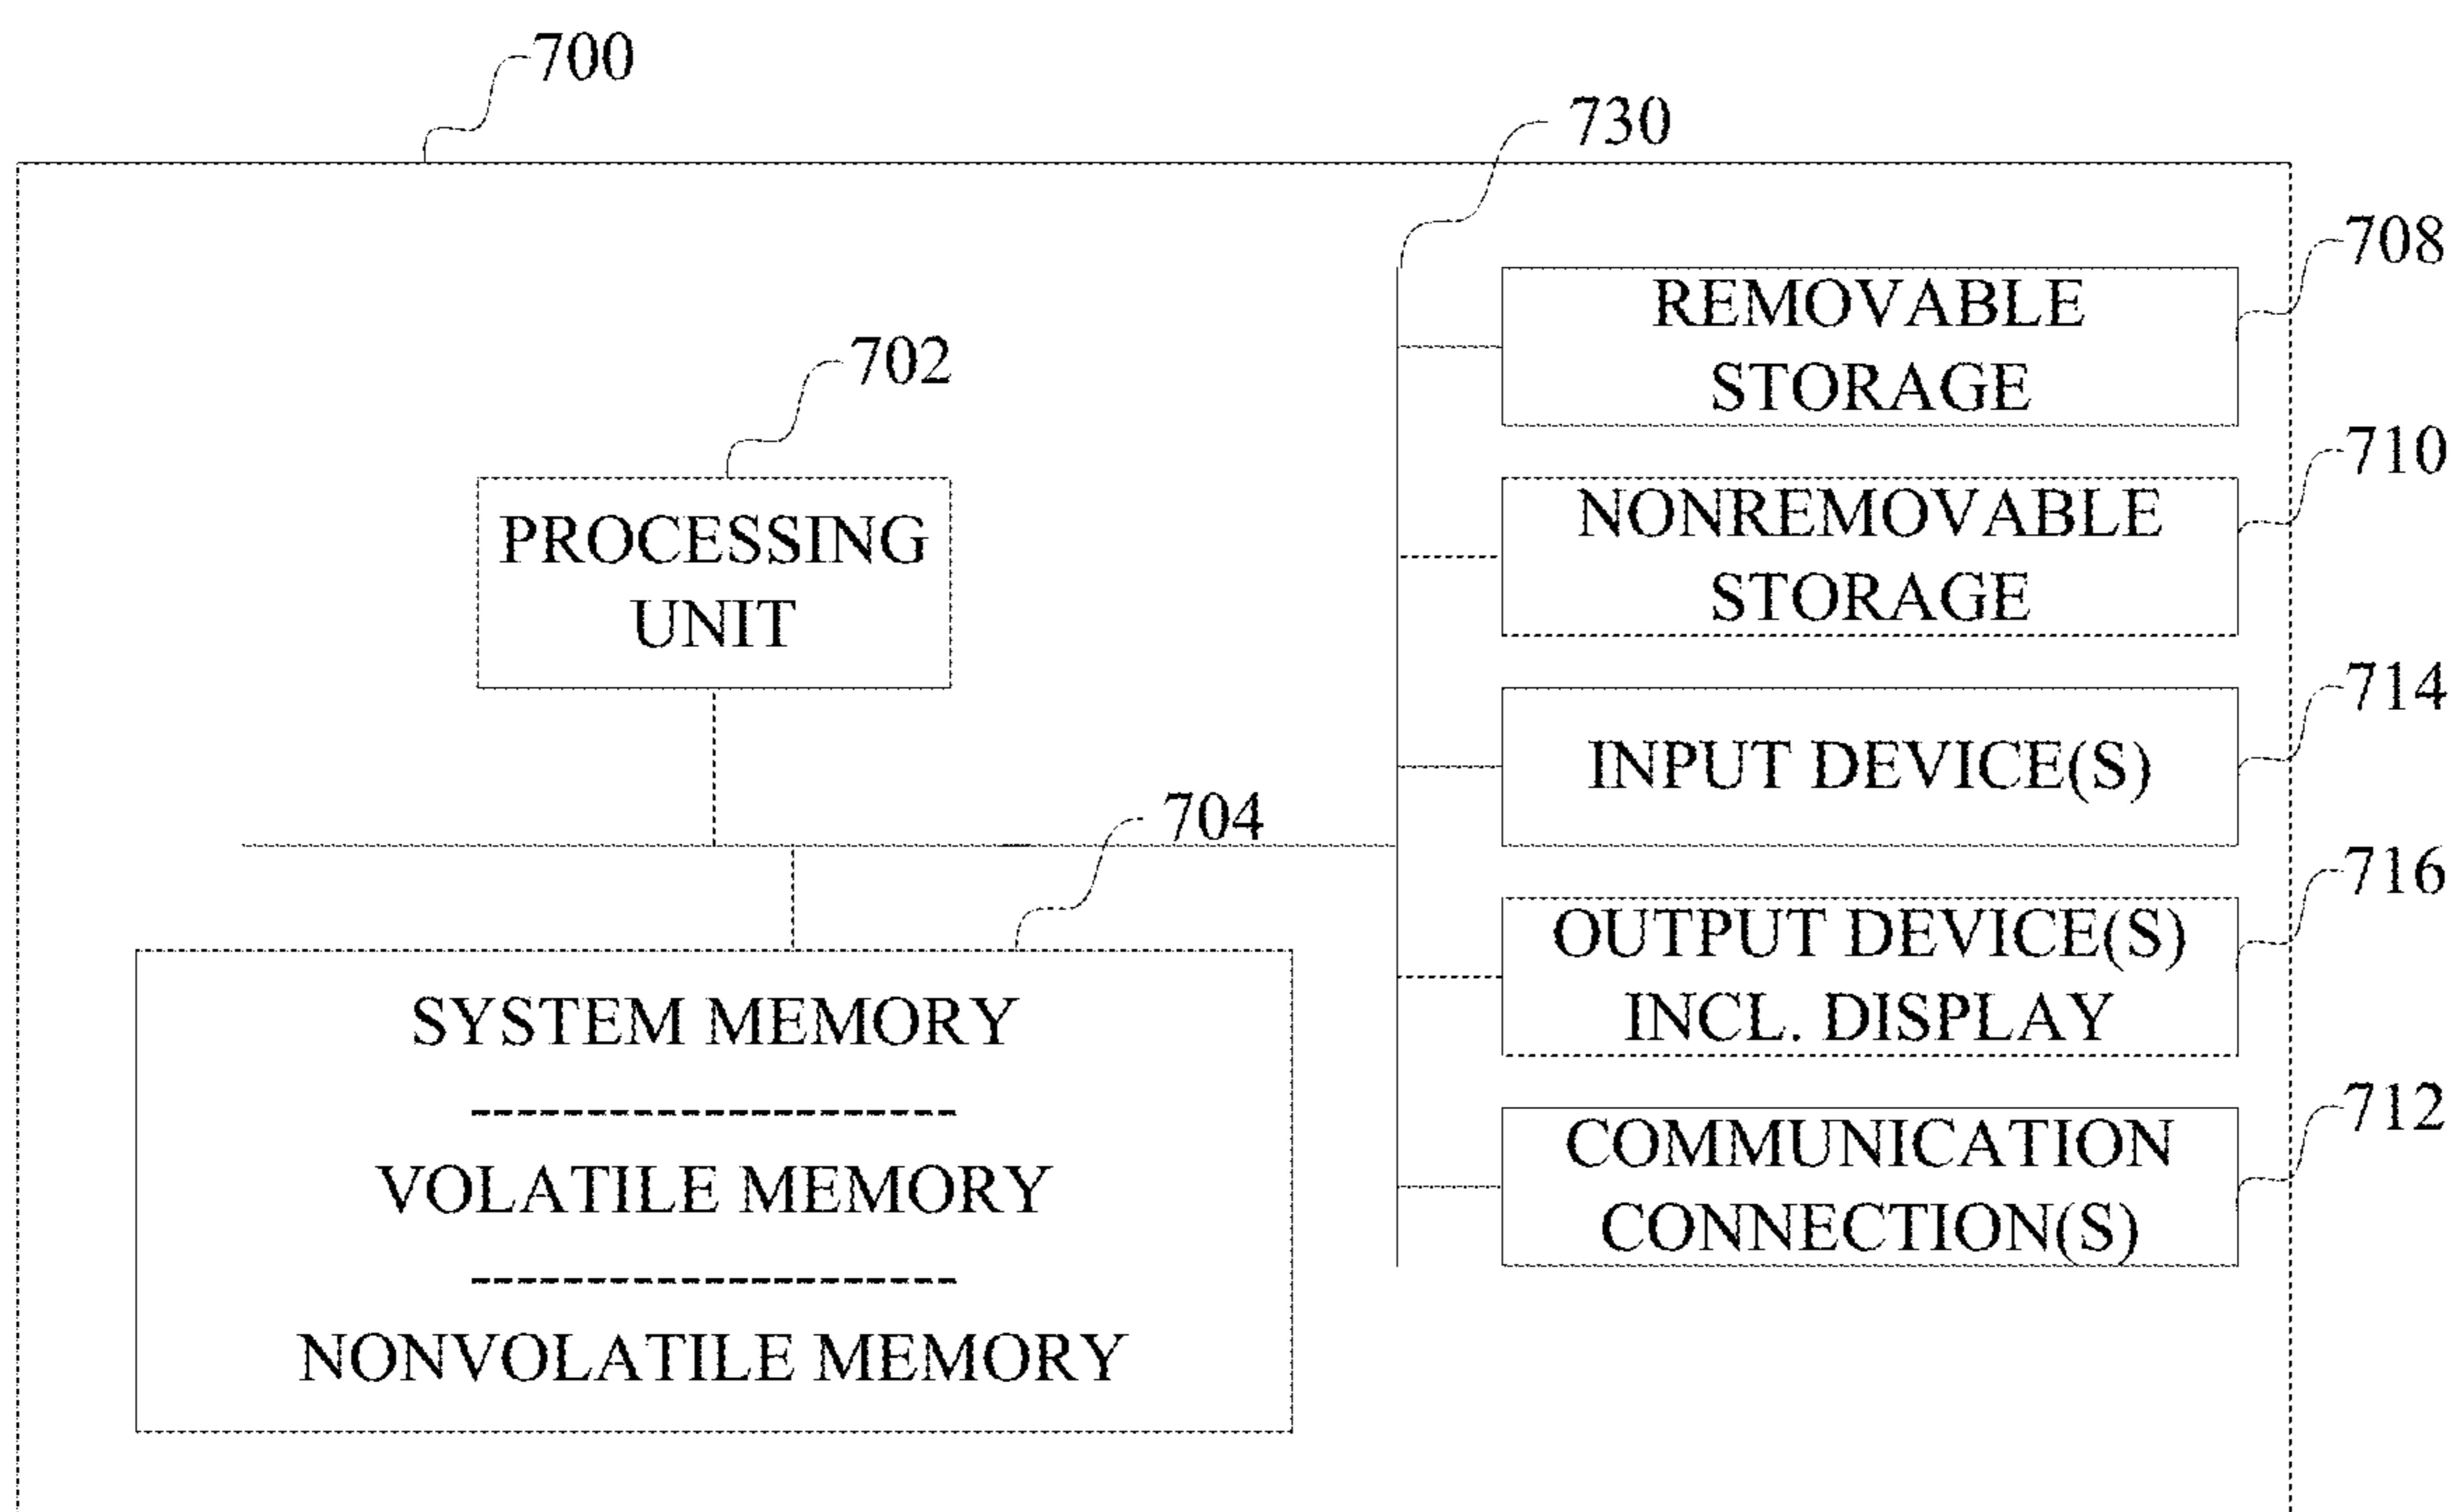 700
730
708
REMOVABLE
STORAGE
702
710
PROCESSING
UNIT
NONREMOVABLE
STORAGE
714
INPUT DEVICE(S)
704
716
OUTPUT DEVICE(S)
INCL. DISPLAY
SYSTEM MEMORY
VOLATILE MEMORY
NONVOLATILE MEMORY
712
COMMUNICATION
CONNECTION(S)